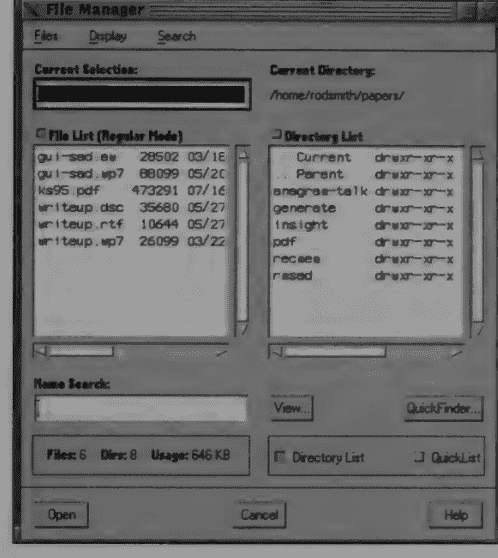 File Manager
Files Display Search
Current Selection:
Current Directory:
/home/rodsmith/papers/
File List (Regular Mode)
gui-sad.aw 28502 03/18
gui-sad.wp7 88099 05/20
ks95.pdf 473291 07/16
writeup.dsc 35680 05/27
writeup.rtf 10644 05/27
writeup.wp7 26099 03/22
Directory List
. Current drwxr-xr-x
.. Parent drwxr-xr-x
anagram-talk drwxr-xr-x
generate drwxr-xr-x
insight drwxr-xr-x
pdf drwxr-xr-x
recaes drwxr-xr-x
rased drwxr-xr-x
Name Search:
View...
QuickFinder...
Files: 6 Dirs: 8 Usage: 646 KB
Directory List
QuickList
Open
Cancel
Help